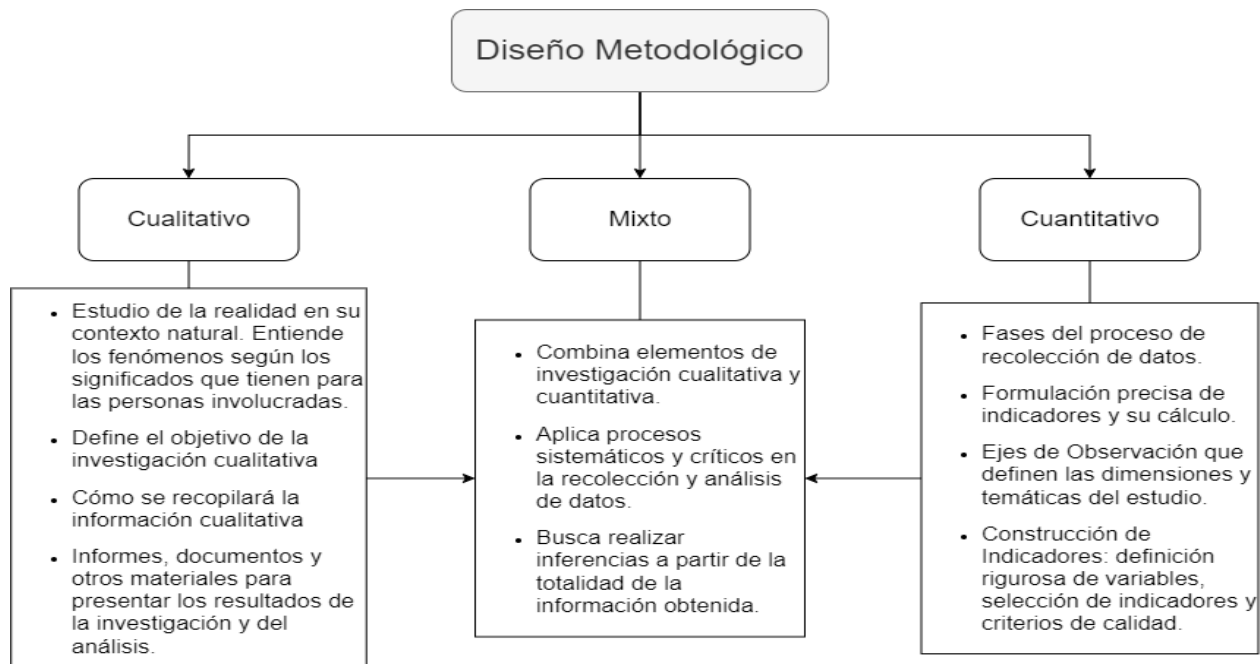 Diseño Metodológico
Cualitativo
Mixto
Cuantitativo
• Estudio de la realidad en su
contexto natural. Entiende
los fenómenos según los
significados que tienen para
las personas involucradas.
• Define el objetivo de la
investigación cualitativa
• Cómo se recopilará la
información cualitativa
• Informes, documentos y
otros materiales para
presentar los resultados de
la investigación y del
análisis.
• Combina elementos de
investigación cualitativa y
cuantitativa.
• Aplica procesos
sistemáticos y críticos en
la recolección y análisis
de datos.
• Busca realizar
inferencias a partir de la
totalidad de la
información obtenida.
• Fases del proceso de
recolección de datos.
• Formulación precisa de
indicadores y su cálculo.
• Ejes de Observación que
definen las dimensiones y
temáticas del estudio.
• Construcción de
Indicadores: definición
rigurosa de variables,
selección de indicadores y
criterios de calidad.